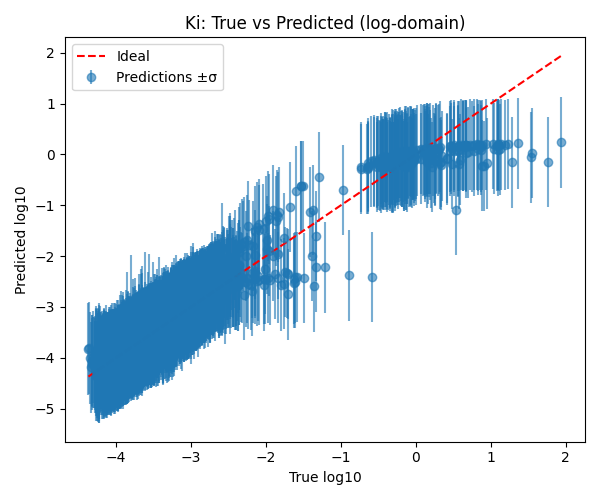 Ki: True vs Predicted (log-domain)
Ideal
Predictions ±σ
Predicted log10
2
1
0
−1
−2
−3
−4
−5
−4 −3 −2 −1 0 1 2
True log10